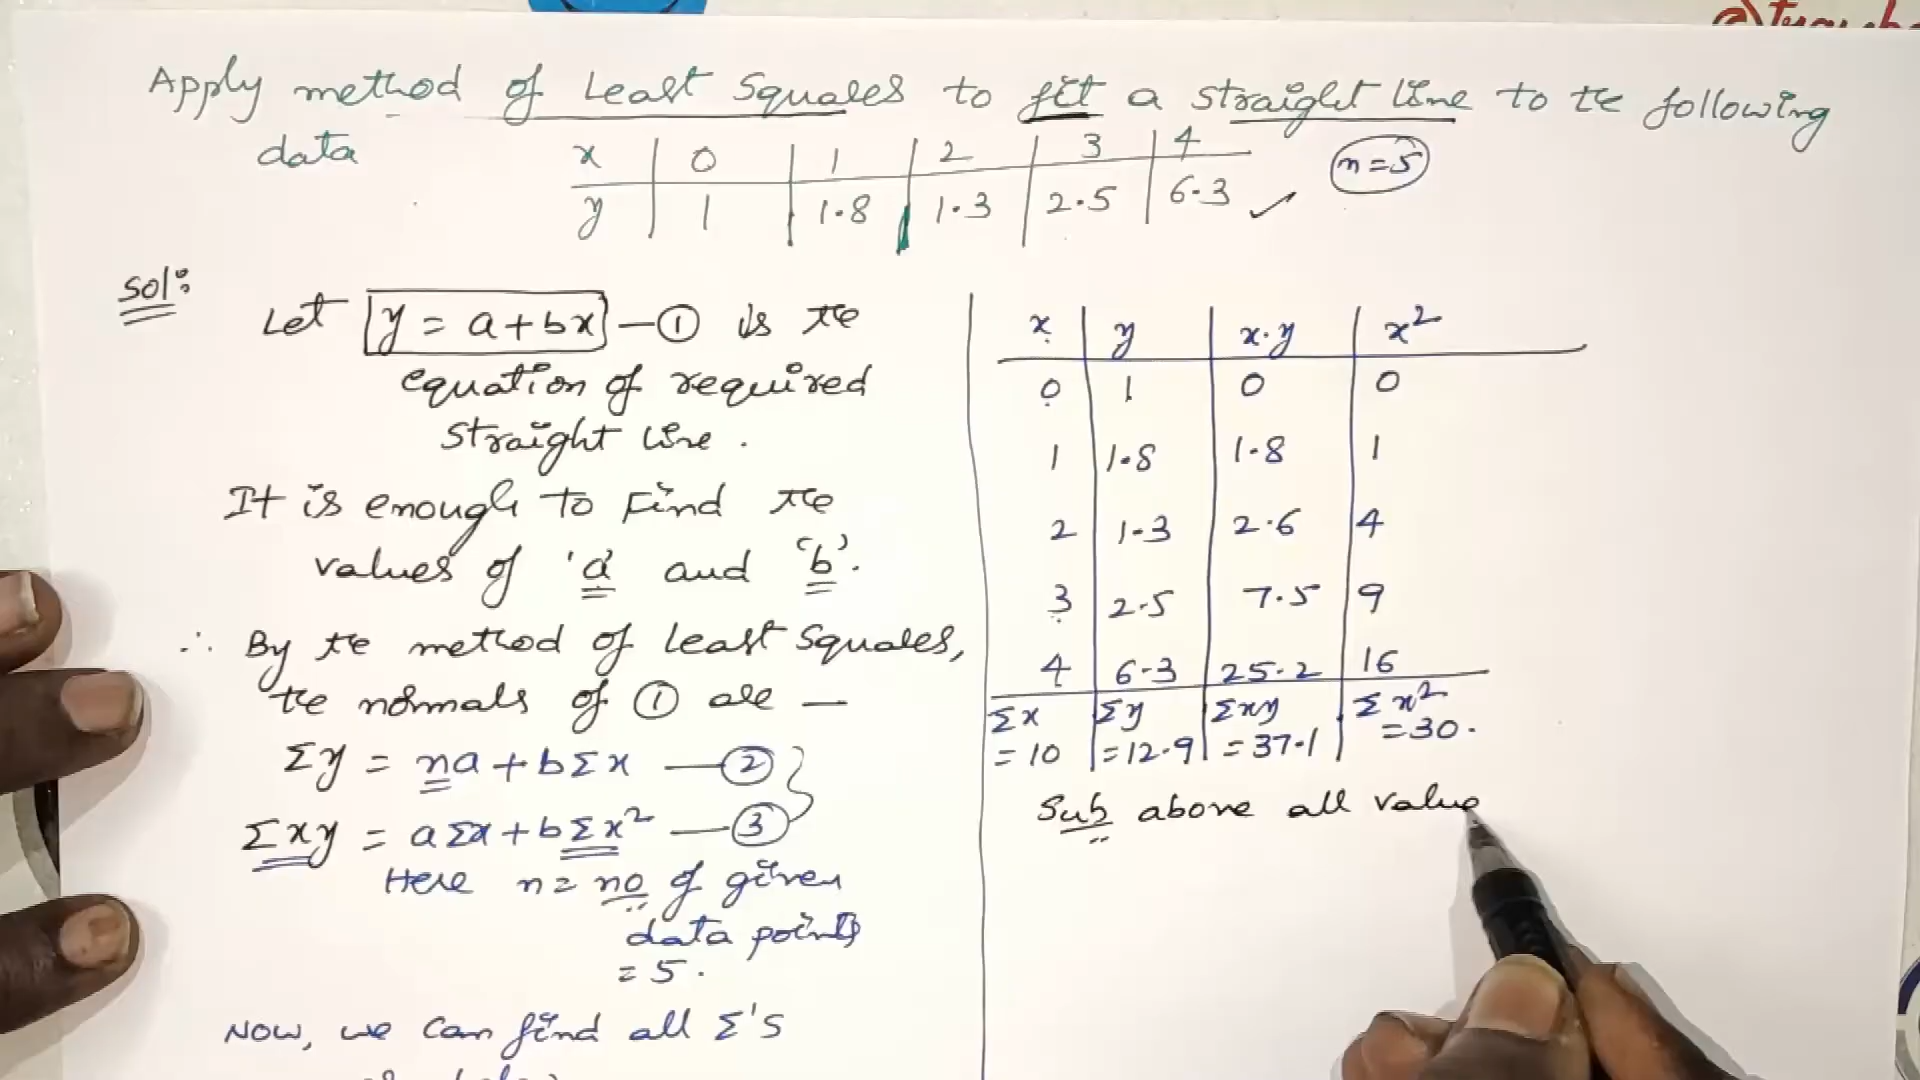 Apply method of Least Squares to fit a straight line to the following
data
x 0 1 2 3 4
y 1 1.8 1.3 2.5 6.3
n=5
Sol:
Let y = a+bx —① is the
equation of required
straight line.
It is enough to Find the
values of 'a' and 'b'.
∴ By the method of Least Squares,
the normals of ① are —
Σy = na + bΣx —②
Σxy = aΣx + bΣx² —③
Here n = no of given
data points
= 5.
Now, we can find all Σ's
x y x.y x²
0 1 0 0
1 1.8 1.8 1
2 1.3 2.6 4
3 2.5 7.5 9
4 6.3 25.2 16
Σx Σy Σxy Σx²
=10 =12.9 =37.1 =30.
Sub above all value